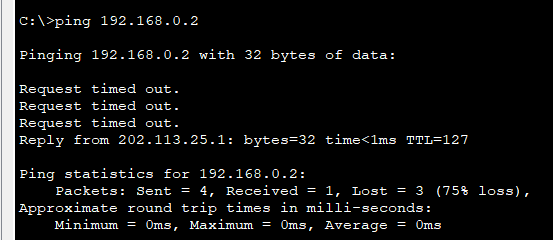 C:\>ping 192.168.0.2
Pinging 192.168.0.2 with 32 bytes of data:
Request timed out.
Request timed out.
Request timed out.
Reply from 202.113.25.1: bytes=32 time<1ms TTL=127
Ping statistics for 192.168.0.2:
    Packets: Sent = 4, Received = 1, Lost = 3 (75% loss),
Approximate round trip times in milli-seconds:
    Minimum = 0ms, Maximum = 0ms, Average = 0ms